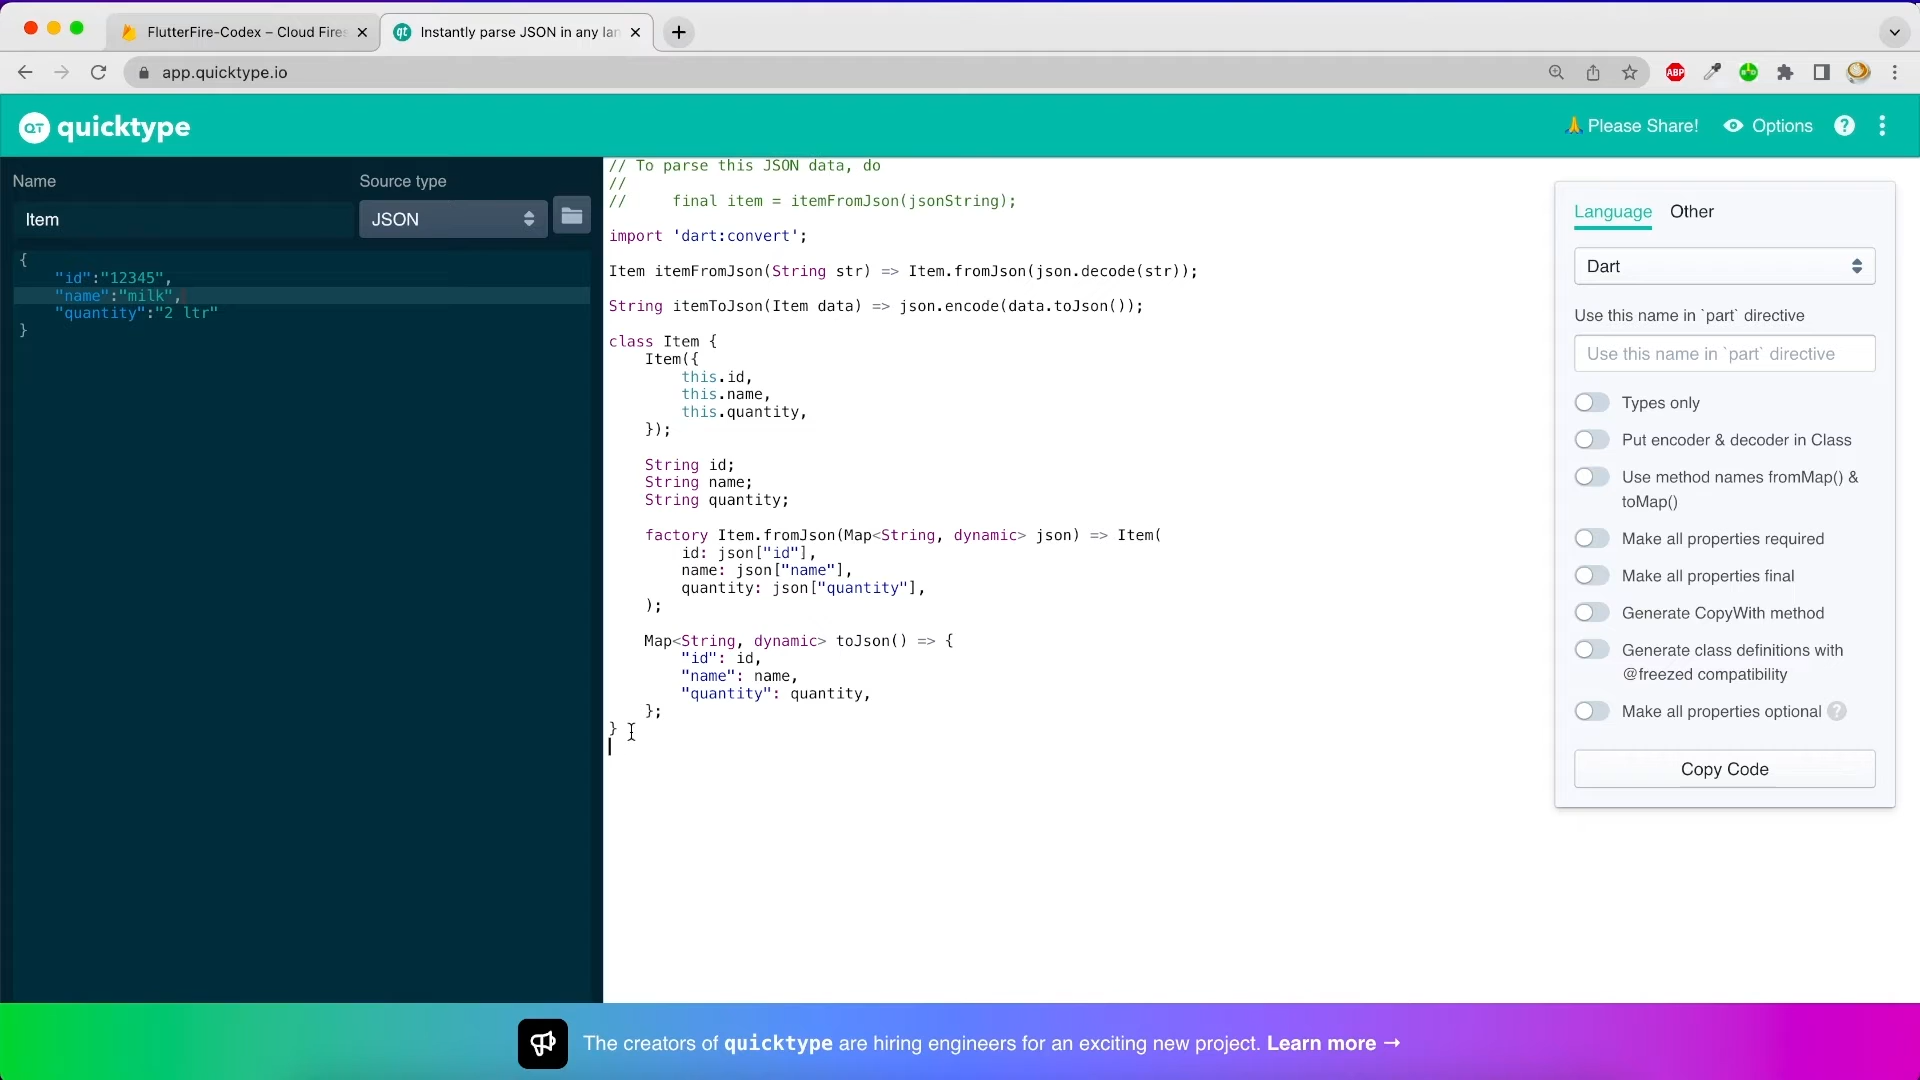 FlutterFire-Codex – Cloud Fires
Instantly parse JSON in any lan
app.quicktype.io
ABP
QT quicktype
🙏 Please Share!
Options
?
Name
Source type
Item
JSON
{
"id":"12345",
"name":"milk",
"quantity":"2 ltr"
}
// To parse this JSON data, do
//
//     final item = itemFromJson(jsonString);
import 'dart:convert';
Item itemFromJson(String str) => Item.fromJson(json.decode(str));
String itemToJson(Item data) => json.encode(data.toJson());
class Item {
Item({
this.id,
this.name,
this.quantity,
});
String id;
String name;
String quantity;
factory Item.fromJson(Map<String, dynamic> json) => Item(
id: json["id"],
name: json["name"],
quantity: json["quantity"],
);
Map<String, dynamic> toJson() => {
"id": id,
"name": name,
"quantity": quantity,
};
}
Language
Other
Dart
Use this name in `part` directive
Use this name in `part` directive
Types only
Put encoder & decoder in Class
Use method names fromMap() &
toMap()
Make all properties required
Make all properties final
Generate CopyWith method
Generate class definitions with
@freezed compatibility
Make all properties optional ?
Copy Code
The creators of quicktype are hiring engineers for an exciting new project. Learn more →